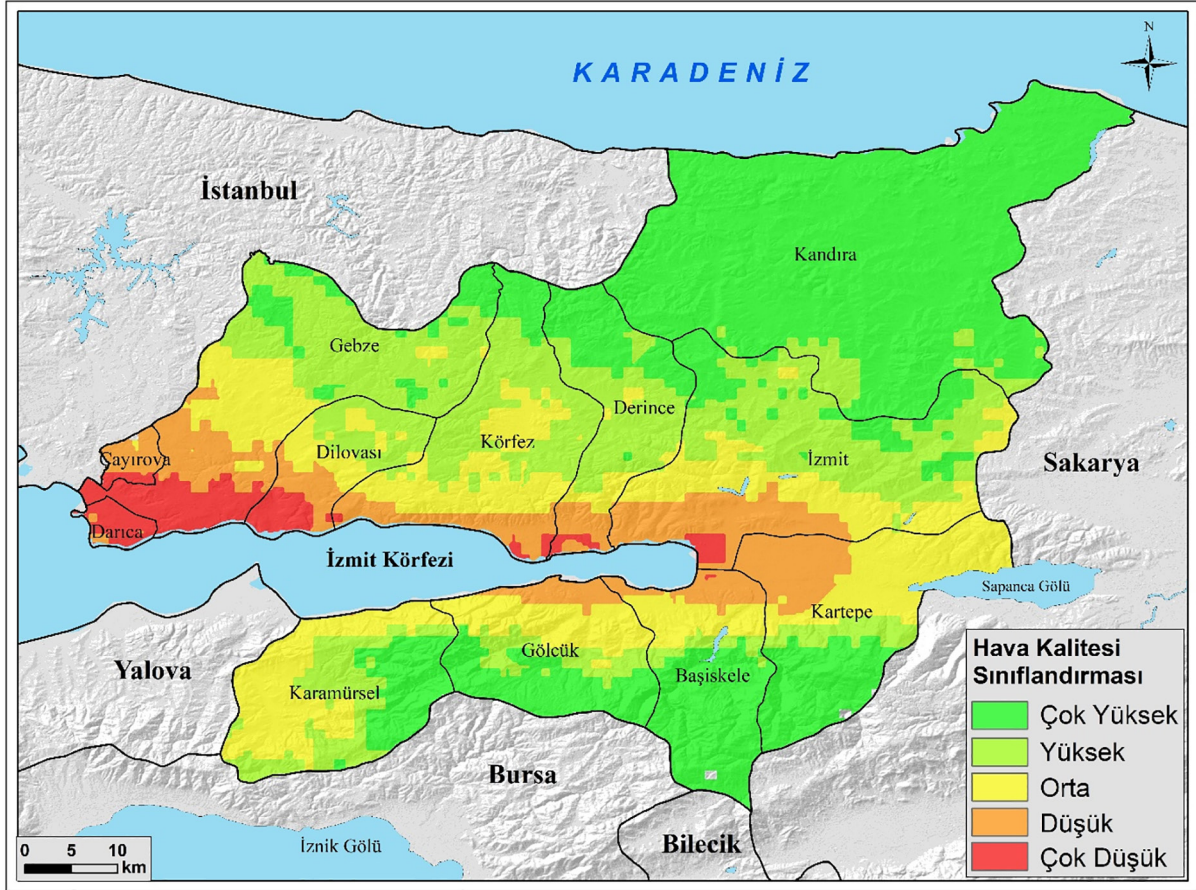 N
KARADENİZ
İstanbul
Kandıra
Gebze
Derince
Dilovası
Körfez
Çayırova
İzmit
Sakarya
Darıca
İzmit Körfezi
Sapanca Gölü
Kartepe
Yalova
Gölcük
Başiskele
Karamürsel
Bursa
Bilecik
İznik Gölü
Hava Kalitesi
Sınıflandırması
Çok Yüksek
Yüksek
Orta
Düşük
Çok Düşük
0 5 10
km